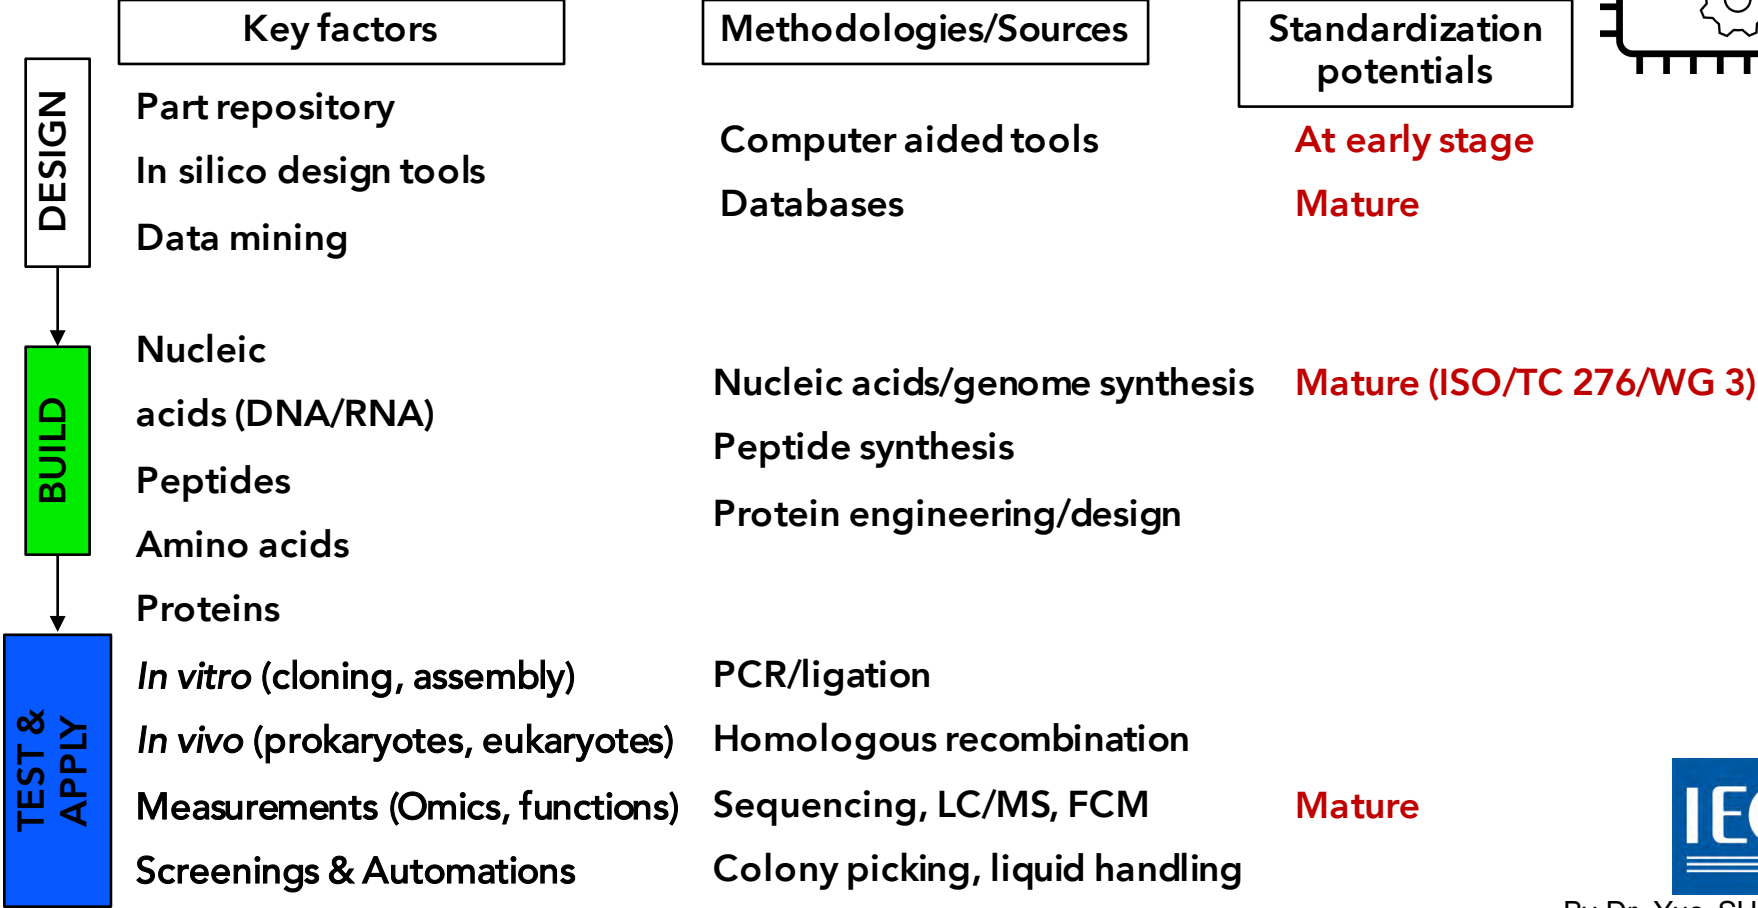 Key factors
Methodologies/Sources
Standardization
potentials
DESIGN
Part repository
In silico design tools
Data mining
Computer aided tools
Databases
At early stage
Mature
BUILD
Nucleic
acids (DNA/RNA)
Peptides
Amino acids
Proteins
Nucleic acids/genome synthesis
Peptide synthesis
Protein engineering/design
Mature (ISO/TC 276/WG 3)
TEST &
APPLY
In vitro (cloning, assembly)
In vivo (prokaryotes, eukaryotes)
Measurements (Omics, functions)
Screenings & Automations
PCR/ligation
Homologous recombination
Sequencing, LC/MS, FCM
Colony picking, liquid handling
Mature
By Dr. Yue